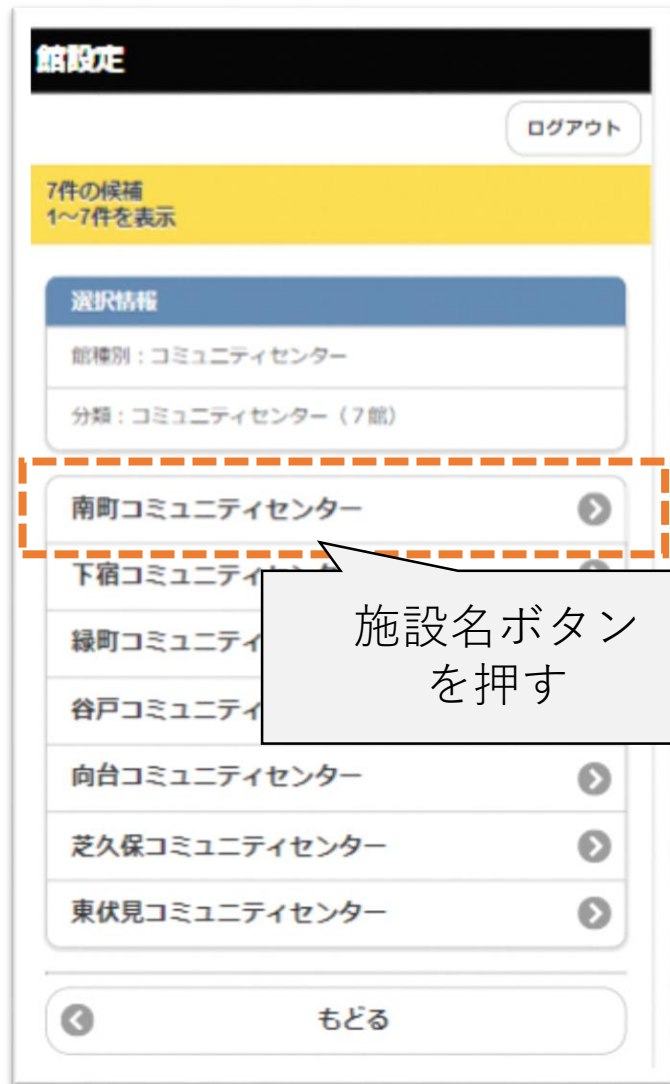 館設定
ログアウト
7件の候補
1～7件を表示
選択情報
館種別：コミュニティセンター
分類：コミュニティセンター（7館）
南町コミュニティセンター
下宿コミュニティ
緑町コミュニティ
谷戸コミュニティ
向台コミュニティセンター
芝久保コミュニティセンター
東伏見コミュニティセンター
施設名ボタン
を押す
もどる